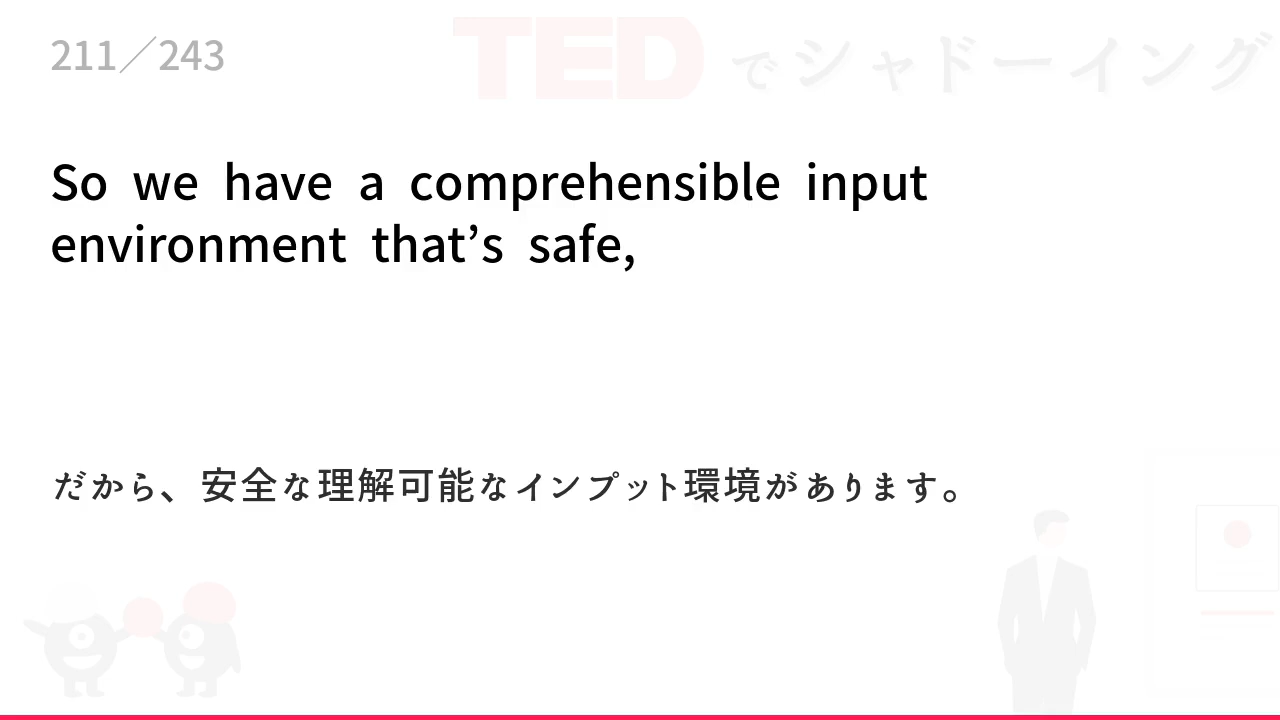 211／243
TEDでシャドーイング
So we have a comprehensible input
environment that’s safe,
だから、安全な理解可能なインプット環境があります。